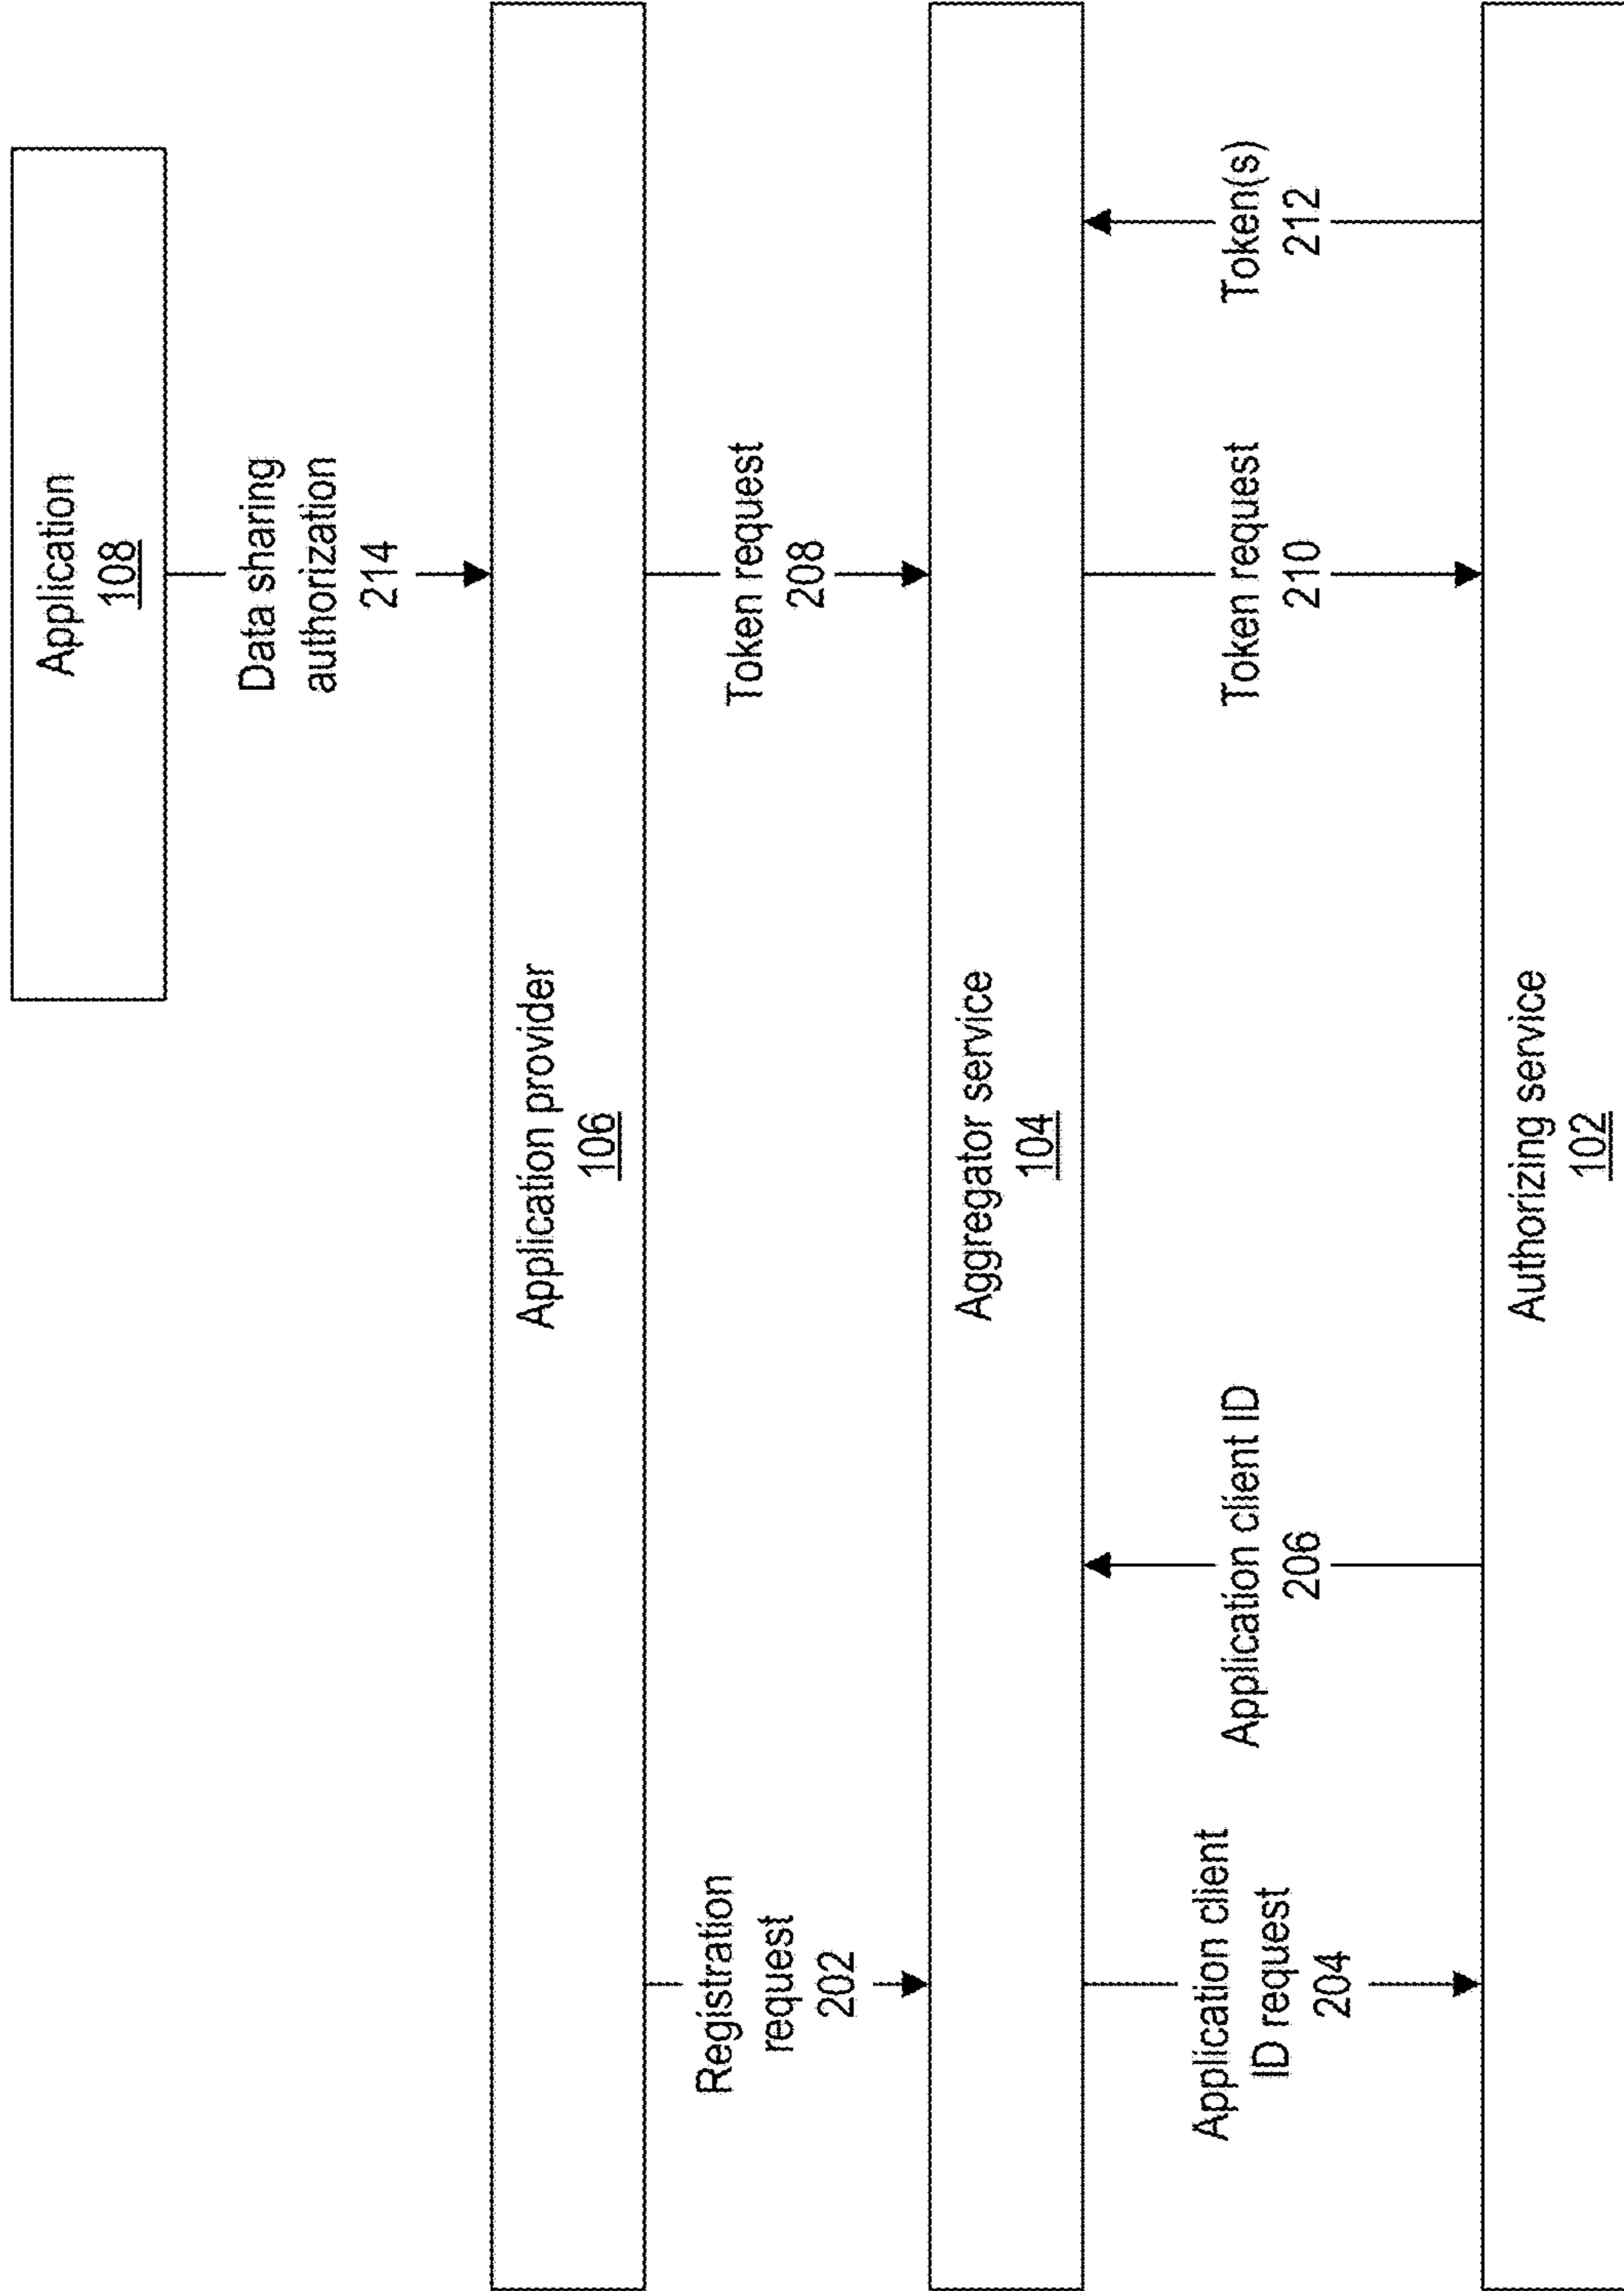 Application
108
Data sharing
authorization
214
Application provider
106
Registration
request
202
Token request
208
Aggregator service
104
Application client
ID request
204
Application client ID
206
Token request
210
Token(s)
212
Authorizing service
102